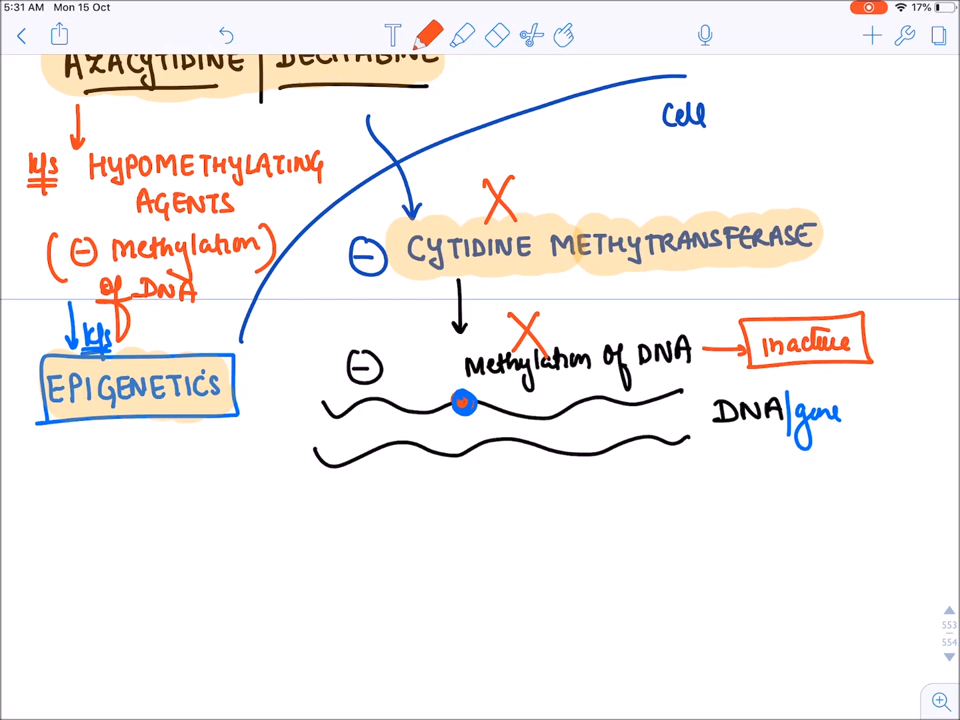 5:31 AM Mon 15 Oct
17%
T
AZACYTIDINE | DECITABINE
Cell
k/s HYPOMETHYLATING
AGENTS
(⊖ Methylation)
of DNA
⊖ CYTIDINE METHYTRANSFERASE
X
k/s
EPIGENETICS
X
⊖ Methylation of DNA → inactive
DNA/gene
553
554